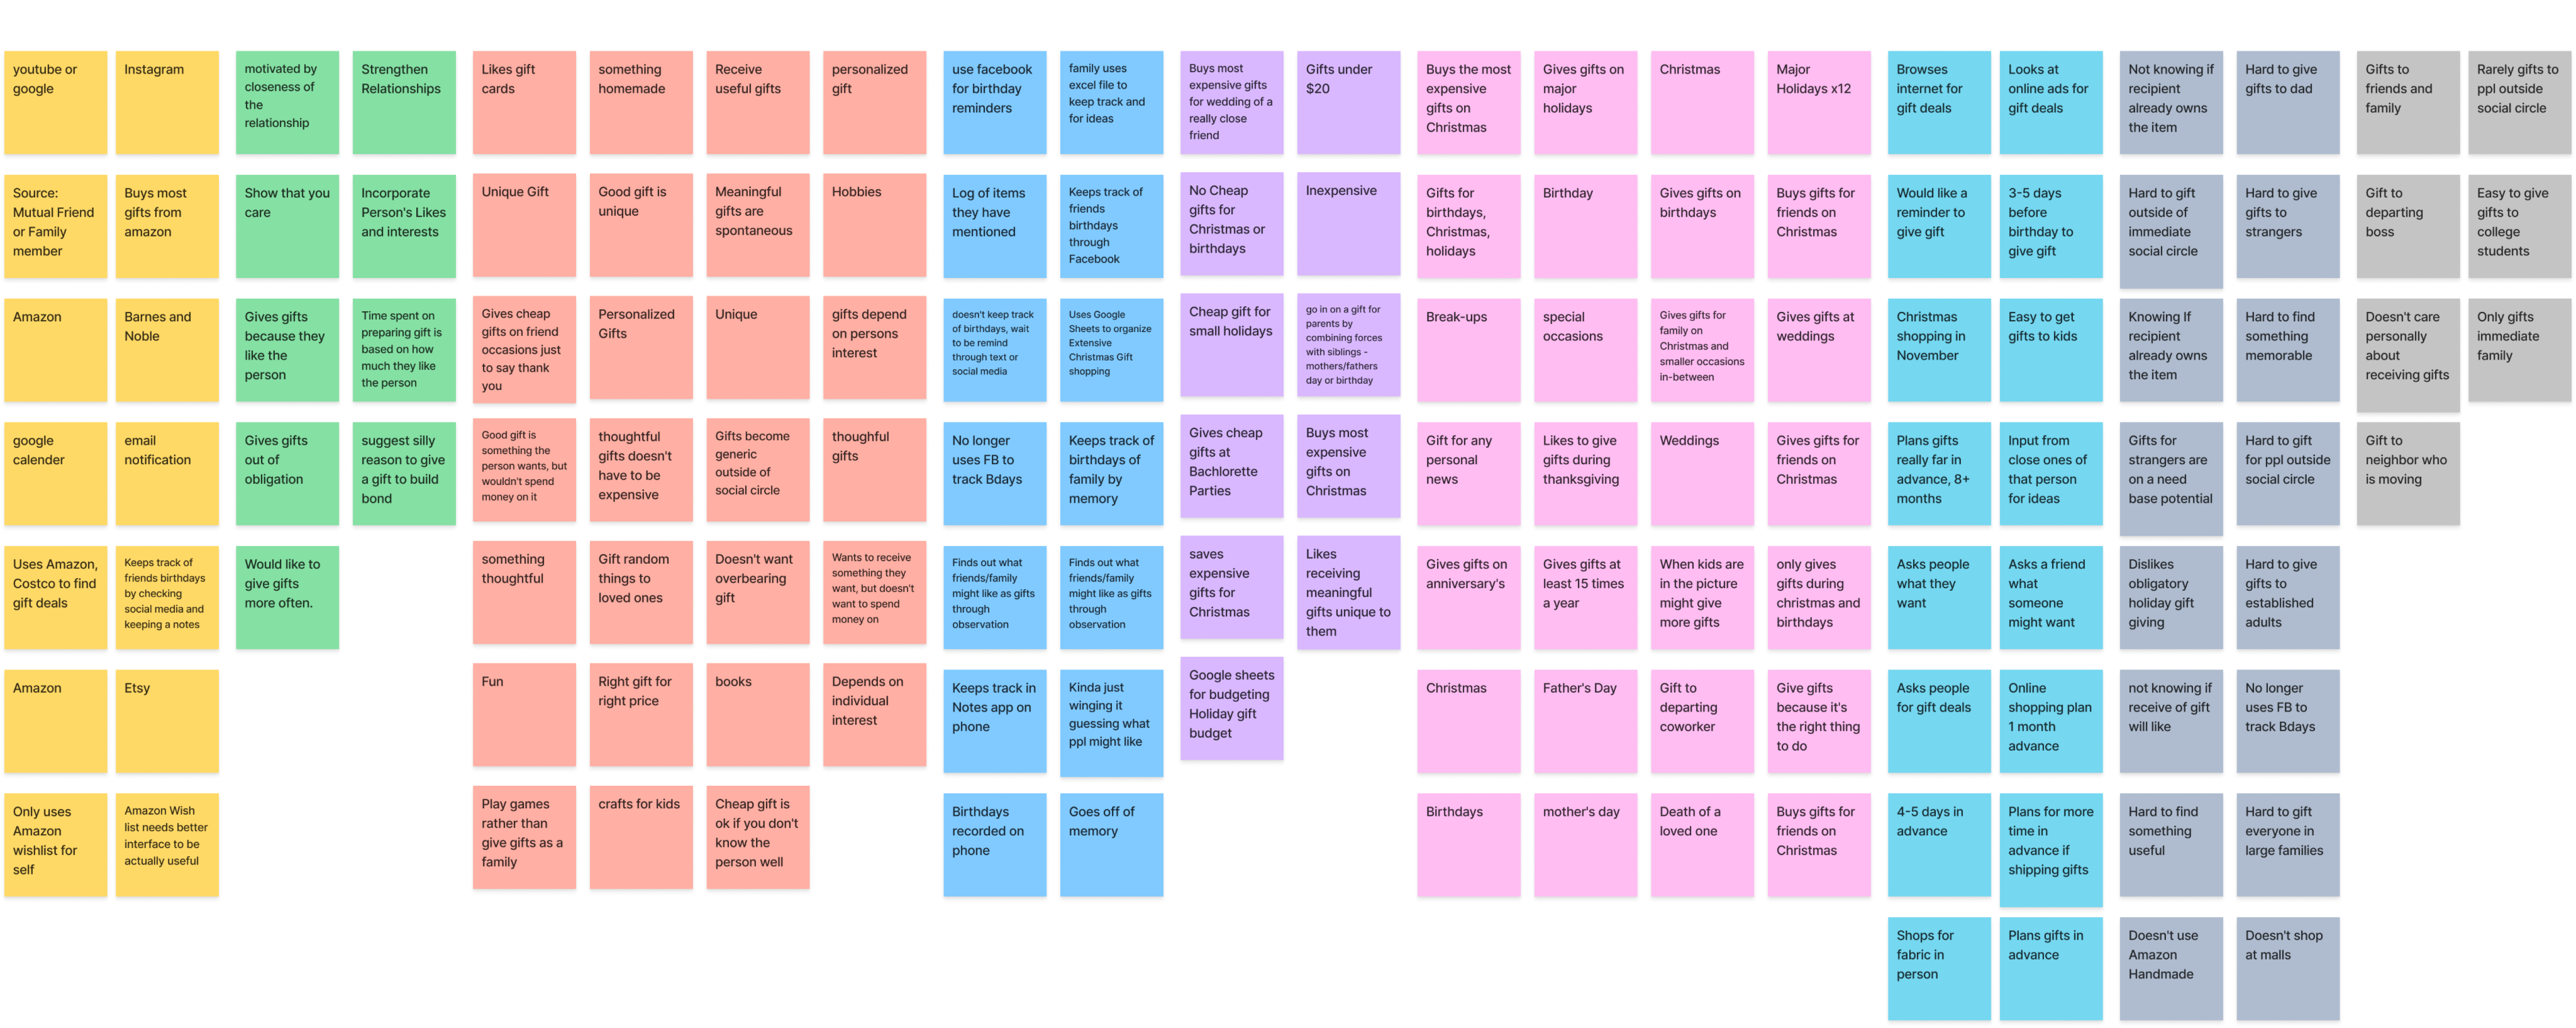 youtube or
google
Instagram
Source:
Mutual Friend
or Family
member
Buys most
gifts from
amazon
Amazon
Barnes and
Noble
google
calender
email
notification
Uses Amazon,
Costco to find
gift deals
Keeps track of
friends birthdays
by checking
social media and
keeping a notes
Amazon
Etsy
Only uses
Amazon
wishlist for
self
Amazon Wish
list needs better
interface to be
actually useful
motivated by
closeness of
the
relationship
Strengthen
Relationships
Show that you
care
Incorporate
Person's Likes
and interests
Gives gifts
because they
like the
person
Time spent on
preparing gift is
based on how
much they like
the person
Gives gifts
out of
obligation
suggest silly
reason to give
a gift to build
bond
Would like to
give gifts
more often.
Likes gift
cards
something
homemade
Receive
useful gifts
personalized
gift
Unique Gift
Good gift is
unique
Meaningful
gifts are
spontaneous
Hobbies
Gives cheap
gifts on friend
occasions just
to say thank
you
Personalized
Gifts
Unique
gifts depend
on persons
interest
Good gift is
something the
person wants, but
wouldn't spend
money on it
thoughtful
gifts doesn't
have to be
expensive
Gifts become
generic
outside of
social circle
thoughful
gifts
something
thoughtful
Gift random
things to
loved ones
Doesn't want
overbearing
gift
Wants to receive
something they
want, but doesn't
want to spend
money on
Fun
Right gift for
right price
books
Depends on
individual
interest
Play games
rather than
give gifts as a
family
crafts for kids
Cheap gift is
ok if you don't
know the
person well
use facebook
for birthday
reminders
family uses
excel file to
keep track and
for ideas
Log of items
they have
mentioned
Keeps track of
friends
birthdays
through
Facebook
doesn't keep track
of birthdays, wait
to be remind
through text or
social media
Uses Google
Sheets to organize
Extensive
Christmas Gift
shopping
No longer
uses FB to
track Bdays
Keeps track of
birthdays of
family by
memory
Finds out what
friends/family
might like as gifts
through
observation
Finds out what
friends/family
might like as gifts
through
observation
Keeps track in
Notes app on
phone
Kinda just
winging it
guessing what
ppl might like
Birthdays
recorded on
phone
Goes off of
memory
Buys most
expensive gifts
for wedding of a
really close
friend
Gifts under
$20
No Cheap
gifts for
Christmas or
birthdays
Inexpensive
Cheap gift for
small holidays
go in on a gift for
parents by
combining forces
with siblings -
mothers/fathers
day or birthday
Gives cheap
gifts at
Bachlorette
Parties
Buys most
expensive
gifts on
Christmas
saves
expensive
gifts for
Christmas
Likes
receiving
meaningful
gifts unique to
them
Google sheets
for budgeting
Holiday gift
budget
Buys the most
expensive
gifts on
Christmas
Gives gifts on
major
holidays
Christmas
Major
Holidays x12
Gifts for
birthdays,
Christmas,
holidays
Birthday
Gives gifts on
birthdays
Buys gifts for
friends on
Christmas
Break-ups
special
occasions
Gives gifts for
family on
Christmas and
smaller occasions
in-between
Gives gifts at
weddings
Gift for any
personal
news
Likes to give
gifts during
thanksgiving
Weddings
Gives gifts for
friends on
Christmas
Gives gifts on
anniversary's
Gives gifts at
least 15 times
a year
When kids are
in the picture
might give
more gifts
only gives
gifts during
christmas and
birthdays
Christmas
Father's Day
Gift to
departing
coworker
Give gifts
because it's
the right thing
to do
Birthdays
mother's day
Death of a
loved one
Buys gifts for
friends on
Christmas
Browses
internet for
gift deals
Looks at
online ads for
gift deals
Would like a
reminder to
give gift
3-5 days
before
birthday to
give gift
Christmas
shopping in
November
Easy to get
gifts to kids
Plans gifts
really far in
advance, 8+
months
Input from
close ones of
that person
for ideas
Asks people
what they
want
Asks a friend
what
someone
might want
Asks people
for gift deals
Online
shopping plan
1 month
advance
4-5 days in
advance
Plans for more
time in
advance if
shipping gifts
Shops for
fabric in
person
Plans gifts in
advance
Not knowing if
recipient
already owns
the item
Hard to give
gifts to dad
Hard to gift
outside of
immediate
social circle
Hard to give
gifts to
strangers
Knowing If
recipient
already owns
the item
Hard to find
something
memorable
Gifts for
strangers are
on a need
base potential
Hard to gift
for ppl outside
social circle
Dislikes
obligatory
holiday gift
giving
Hard to give
gifts to
established
adults
not knowing if
receive of gift
will like
No longer
uses FB to
track Bdays
Hard to find
something
useful
Hard to gift
everyone in
large families
Doesn't use
Amazon
Handmade
Doesn't shop
at malls
Gifts to
friends and
family
Rarely gifts to
ppl outside
social circle
Gift to
departing
boss
Easy to give
gifts to
college
students
Doesn't care
personally
about
receiving gifts
Only gifts
immediate
family
Gift to
neighbor who
is moving